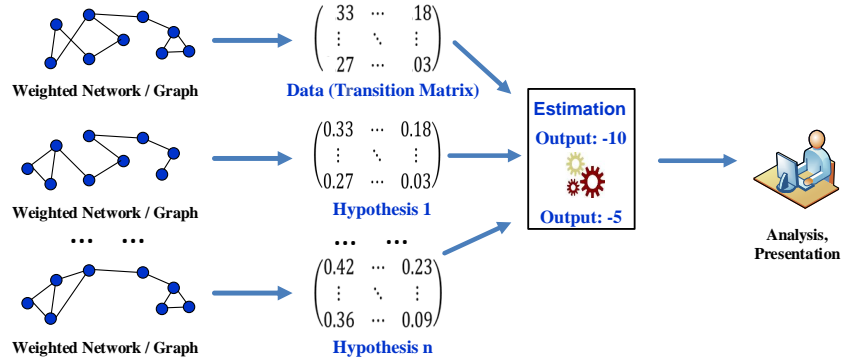 33 ⋯ 18
⋮ ⋱ ⋮
27 ⋯ 03
Weighted Network / Graph
Data (Transition Matrix)
0.33 ⋯ 0.18
⋮ ⋱ ⋮
0.27 ⋯ 0.03
Weighted Network / Graph
Hypothesis 1
... ...
... ...
0.42 ⋯ 0.23
⋮ ⋱ ⋮
0.36 ⋯ 0.09
Weighted Network / Graph
Hypothesis n
Estimation
Output: -10
Output: -5
Analysis,
Presentation